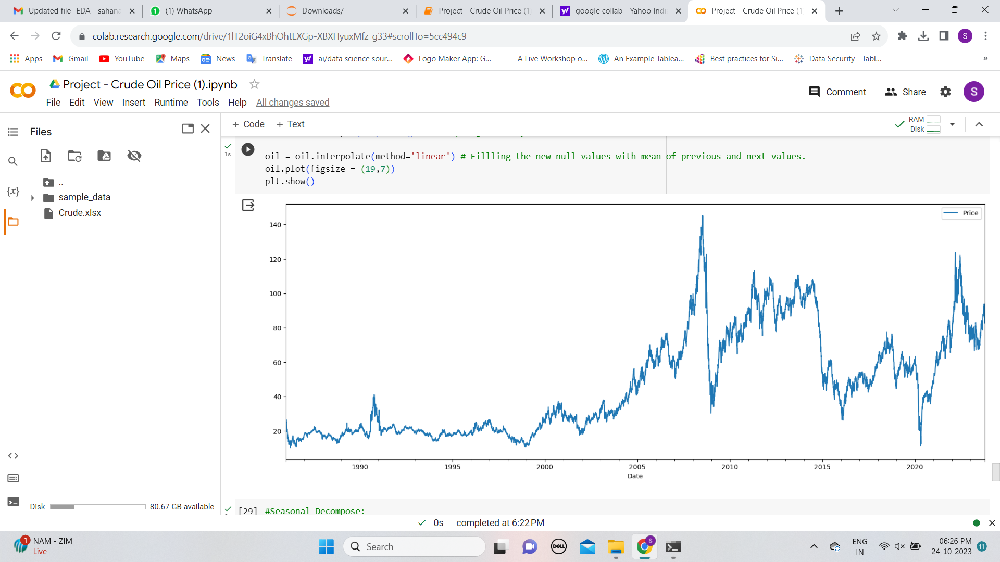 Updated file- EDA - sahana
(1) WhatsApp
Downloads/
Project - Crude Oil Price (1)
google collab - Yahoo Indi
Project - Crude Oil Price (1
colab.research.google.com/drive/1lT2oiG4xBhOhtEXGp-XBXHyuxMfz_g33#scrollTo=5cc494c9
S
Apps
Gmail
YouTube
Maps
News
Translate
ai/data science sour...
Logo Maker App: G...
A Live Workshop o...
An Example Tablea...
Best practices for Si...
Data Security - Tabl...
»
Project - Crude Oil Price (1).ipynb
Comment
Share
S
File Edit View Insert Runtime Tools Help All changes saved
Files
+ Code + Text
RAM
Disk
1s
oil = oil.interpolate(method='linear') # Fillling the new null values with mean of previous and next values.
oil.plot(figsize = (19,7))
plt.show()
{x}
..
sample_data
Crude.xlsx
Price
140
120
100
80
60
40
20
1990 1995 2000 2005 2010 2015 2020
Date
Disk 80.67 GB available
[29] #Seasonal Decompose:
0s completed at 6:22 PM
1
NAM - ZIM
Live
Search
DELL
S
ENG
IN
06:26 PM
24-10-2023
11